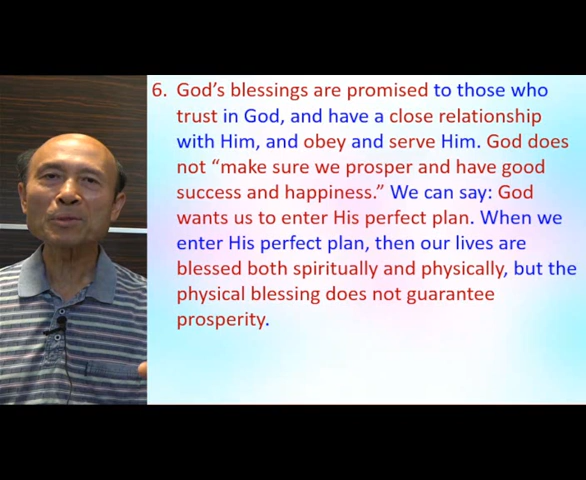 6. God's blessings are promised to those who
trust in God, and have a close relationship
with Him, and obey and serve Him. God does
not “make sure we prosper and have good
success and happiness.” We can say: God
wants us to enter His perfect plan. When we
enter His perfect plan, then our lives are
blessed both spiritually and physically, but the
physical blessing does not guarantee
prosperity.